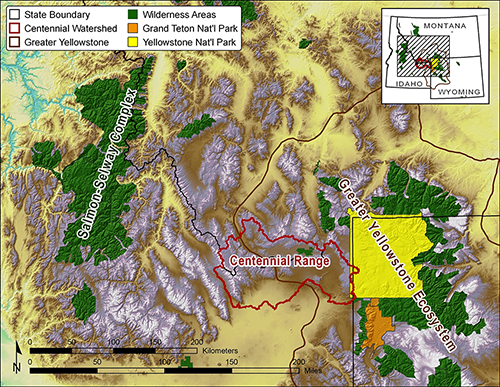 State Boundary
Centennial Watershed
Greater Yellowstone
Wilderness Areas
Grand Teton Nat'l Park
Yellowstone Nat'l Park
MONTANA
IDAHO
WYOMING
Salmon-Selway Complex
Greater Yellowstone Ecosystem
Centennial Range
N
0 50 100 150 200
Kilometers
0 50 100 150 200
Miles